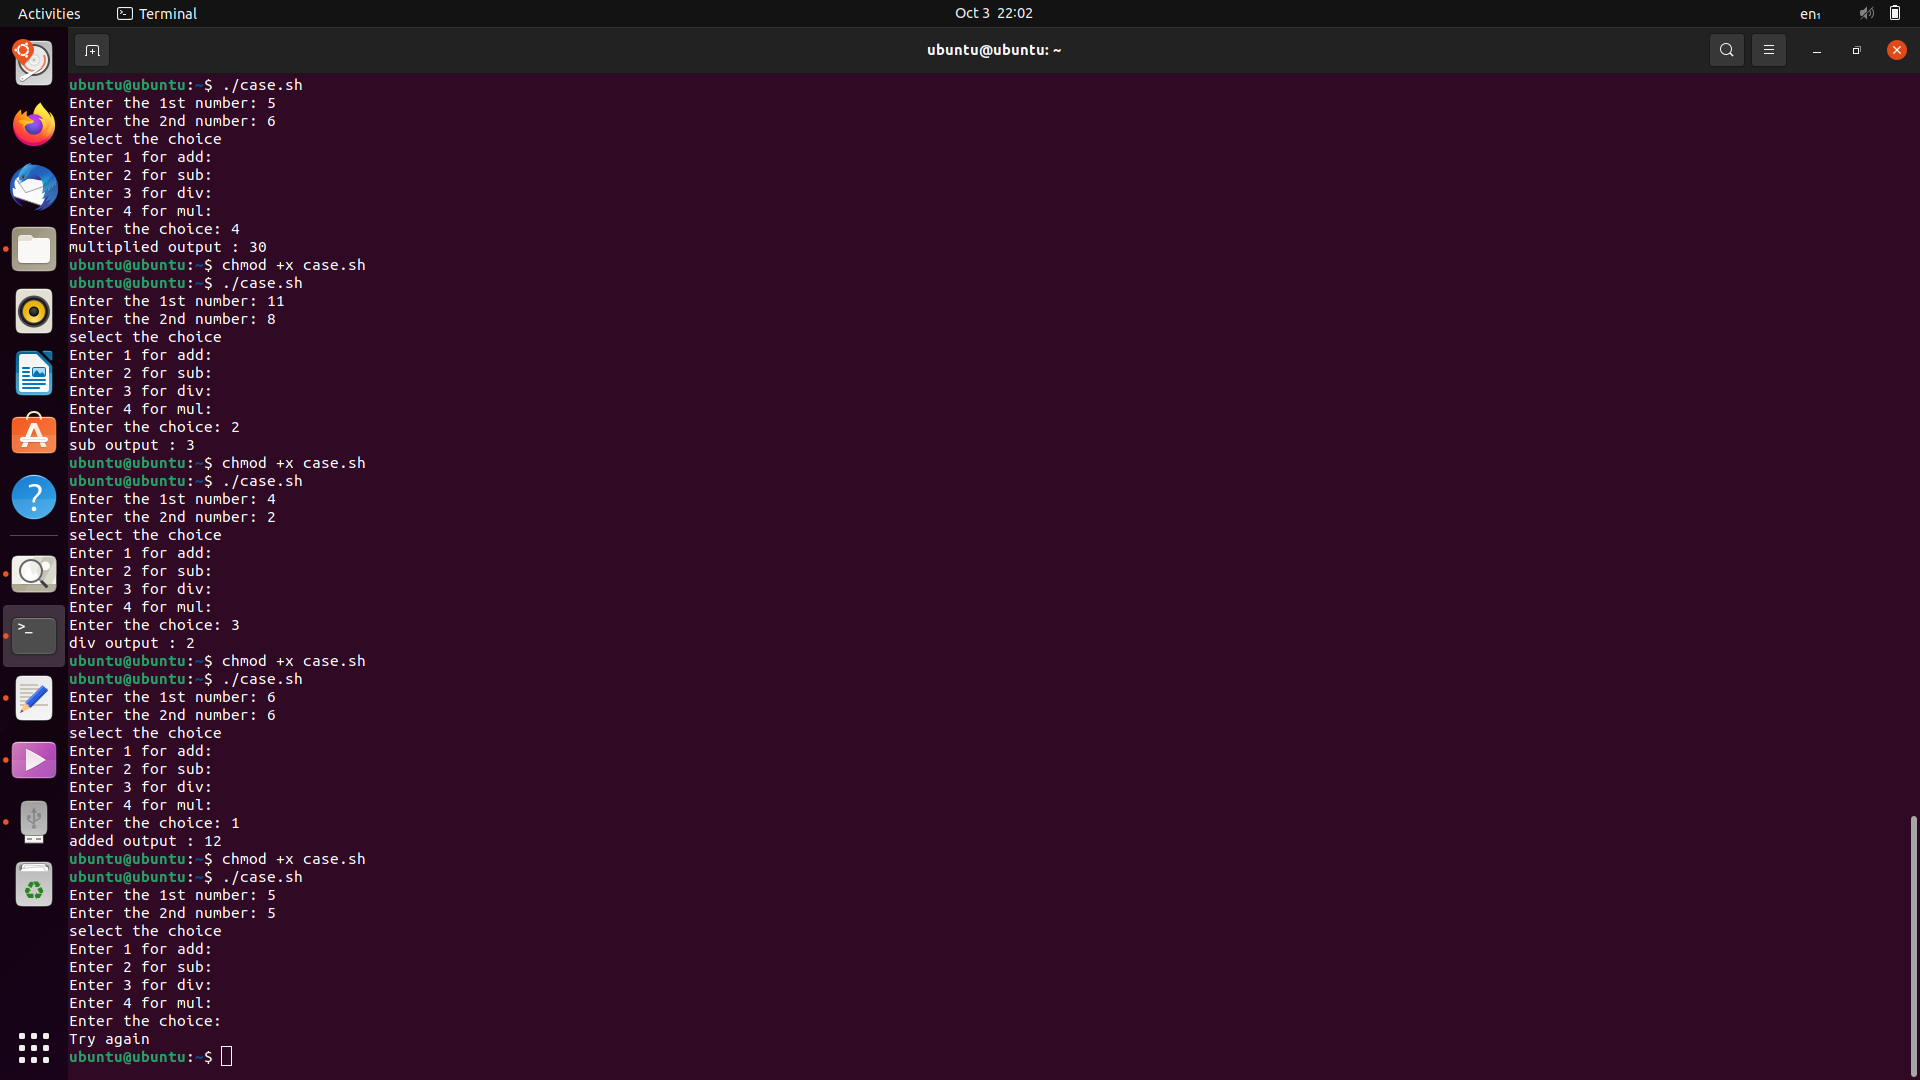 Activities Terminal Oct 3 22:02 en₁
ubuntu@ubuntu: ~
ubuntu@ubuntu:~$ ./case.sh
Enter the 1st number: 5
Enter the 2nd number: 6
select the choice
Enter 1 for add:
Enter 2 for sub:
Enter 3 for div:
Enter 4 for mul:
Enter the choice: 4
multiplied output : 30
ubuntu@ubuntu:~$ chmod +x case.sh
ubuntu@ubuntu:~$ ./case.sh
Enter the 1st number: 11
Enter the 2nd number: 8
select the choice
Enter 1 for add:
Enter 2 for sub:
Enter 3 for div:
Enter 4 for mul:
Enter the choice: 2
sub output : 3
ubuntu@ubuntu:~$ chmod +x case.sh
ubuntu@ubuntu:~$ ./case.sh
Enter the 1st number: 4
Enter the 2nd number: 2
select the choice
Enter 1 for add:
Enter 2 for sub:
Enter 3 for div:
Enter 4 for mul:
Enter the choice: 3
div output : 2
ubuntu@ubuntu:~$ chmod +x case.sh
ubuntu@ubuntu:~$ ./case.sh
Enter the 1st number: 6
Enter the 2nd number: 6
select the choice
Enter 1 for add:
Enter 2 for sub:
Enter 3 for div:
Enter 4 for mul:
Enter the choice: 1
added output : 12
ubuntu@ubuntu:~$ chmod +x case.sh
ubuntu@ubuntu:~$ ./case.sh
Enter the 1st number: 5
Enter the 2nd number: 5
select the choice
Enter 1 for add:
Enter 2 for sub:
Enter 3 for div:
Enter 4 for mul:
Enter the choice:
Try again
ubuntu@ubuntu:~$